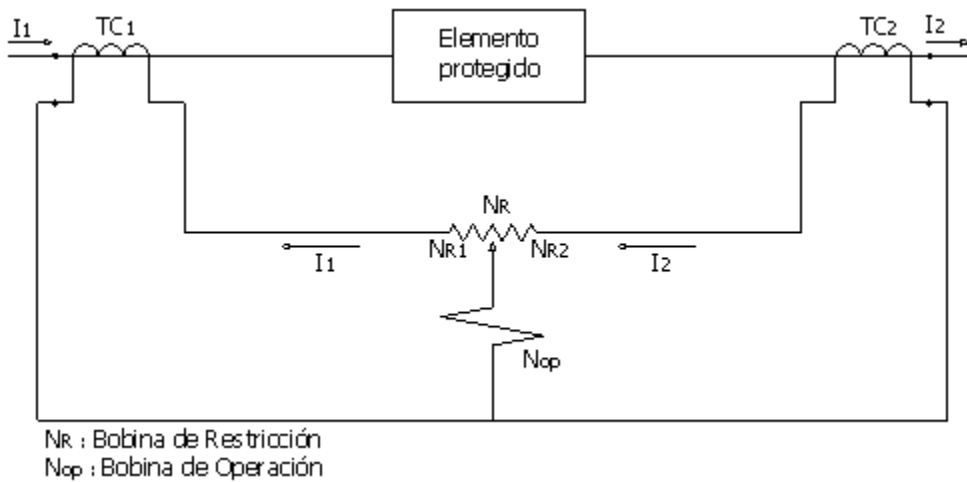 I1
TC1
Elemento
protegido
TC2
I2
NR
NR1
NR2
I1
I2
Nop
NR : Bobina de Restricción
Nop : Bobina de Operación